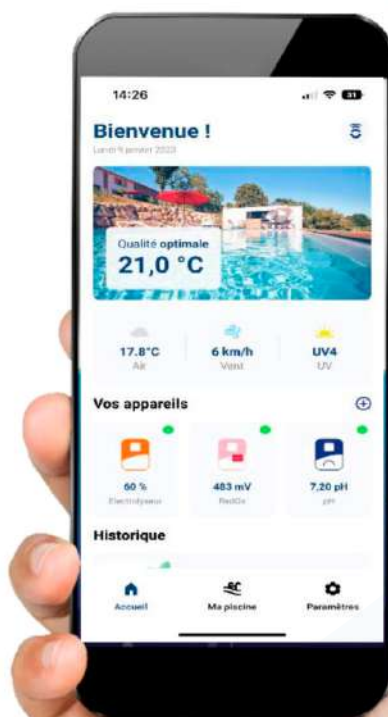 14:26
31
Bienvenue !
Lundi 9 janvier 2023
Qualité optimale
21,0 °C
17.8°C 6 km/h UV4
Air Vent UV
Vos appareils
60 % 483 mV 7,20 pH
Electrolyseur RedOx pH
Historique
Accueil Ma piscine Paramètres